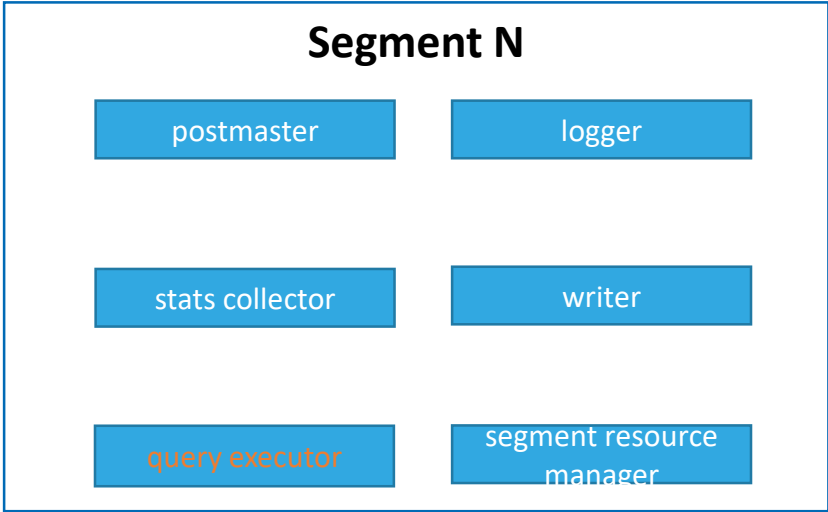 Segment N
postmaster
logger
stats collector
writer
query executor
segment resource
manager